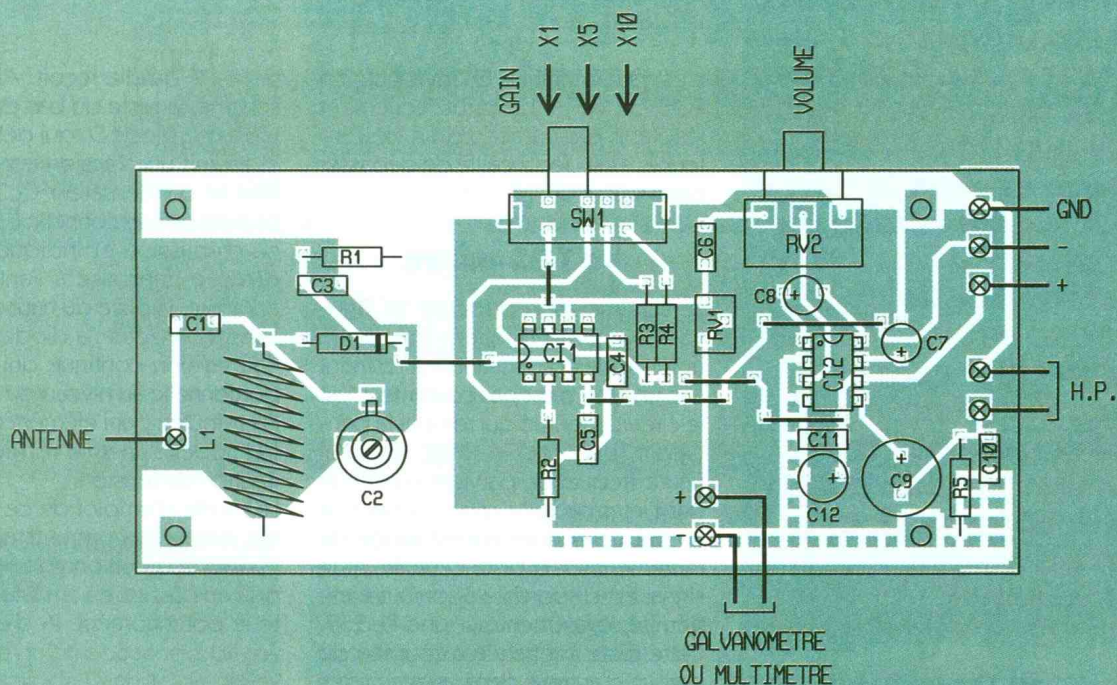 GAIN
X1
X5
X10
VOLUME
SW1
RV2
GND
-
+
C6
R1
C3
C8
+
C1
D1
CI1
R3
R4
RV1
C4
CI2
C7
+
H.P.
ANTENNE
L1
C2
R2
C5
C11
C12
+
C9
+
R5
C10
+
-
GALVANOMETRE
OU MULTIMETRE